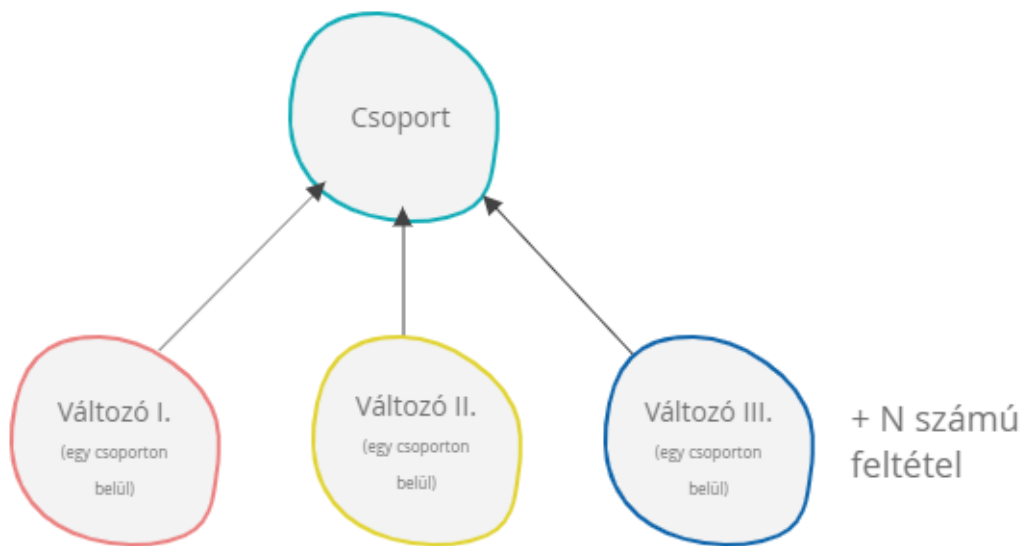 Csoport
Változó I.
(egy csoporton
belül)
Változó II.
(egy csoporton
belül)
Változó III.
(egy csoporton
belül)
+ N számú
feltétel